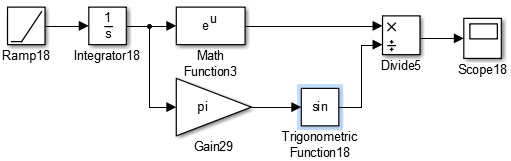 1
s
e^u
×
÷
Ramp18
Integrator18
Math
Function3
Divide5
Scope18
pi
sin
Gain29
Trigonometric
Function18